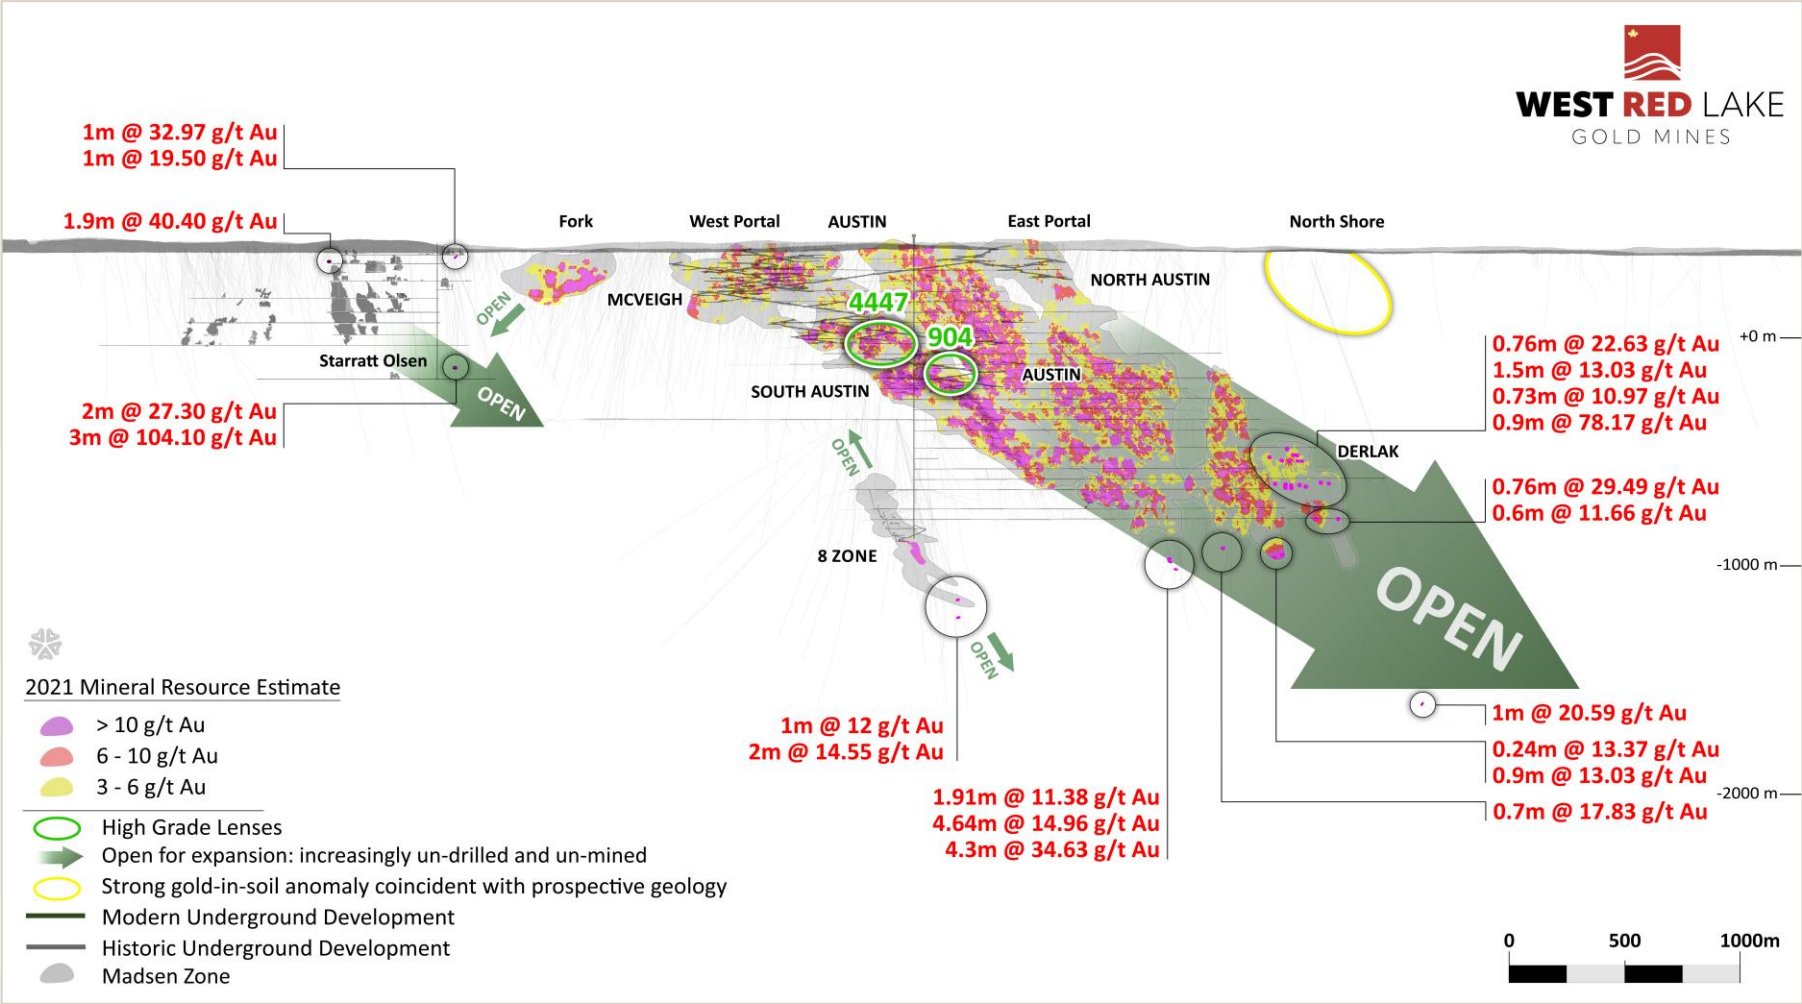 WEST RED LAKE
GOLD MINES
1m @ 32.97 g/t Au
1m @ 19.50 g/t Au
1.9m @ 40.40 g/t Au
Fork
West Portal
AUSTIN
East Portal
North Shore
MCVEIGH
NORTH AUSTIN
4447
904
OPEN
Starratt Olsen
OPEN
2m @ 27.30 g/t Au
3m @ 104.10 g/t Au
SOUTH AUSTIN
AUSTIN
+0 m
0.76m @ 22.63 g/t Au
1.5m @ 13.03 g/t Au
0.73m @ 10.97 g/t Au
0.9m @ 78.17 g/t Au
DERLAK
0.76m @ 29.49 g/t Au
0.6m @ 11.66 g/t Au
OPEN
8 ZONE
-1000 m
OPEN
OPEN
1m @ 12 g/t Au
2m @ 14.55 g/t Au
1.91m @ 11.38 g/t Au
4.64m @ 14.96 g/t Au
4.3m @ 34.63 g/t Au
1m @ 20.59 g/t Au
0.24m @ 13.37 g/t Au
0.9m @ 13.03 g/t Au
0.7m @ 17.83 g/t Au
-2000 m
2021 Mineral Resource Estimate
> 10 g/t Au
6 - 10 g/t Au
3 - 6 g/t Au
High Grade Lenses
Open for expansion: increasingly un-drilled and un-mined
Strong gold-in-soil anomaly coincident with prospective geology
Modern Underground Development
Historic Underground Development
Madsen Zone
0 500 1000m